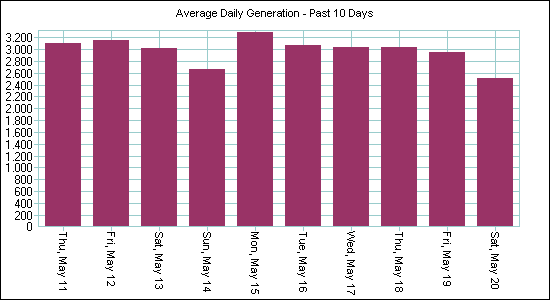 Average Daily Generation - Past 10 Days
3.200
3.000
2.800
2.600
2.400
2.200
2.000
1.800
1.600
1.400
1.200
1.000
800
600
400
200
0
Thu, May 11
Fri, May 12
Sat, May 13
Sun, May 14
Mon, May 15
Tue, May 16
Wed, May 17
Thu, May 18
Fri, May 19
Sat, May 20